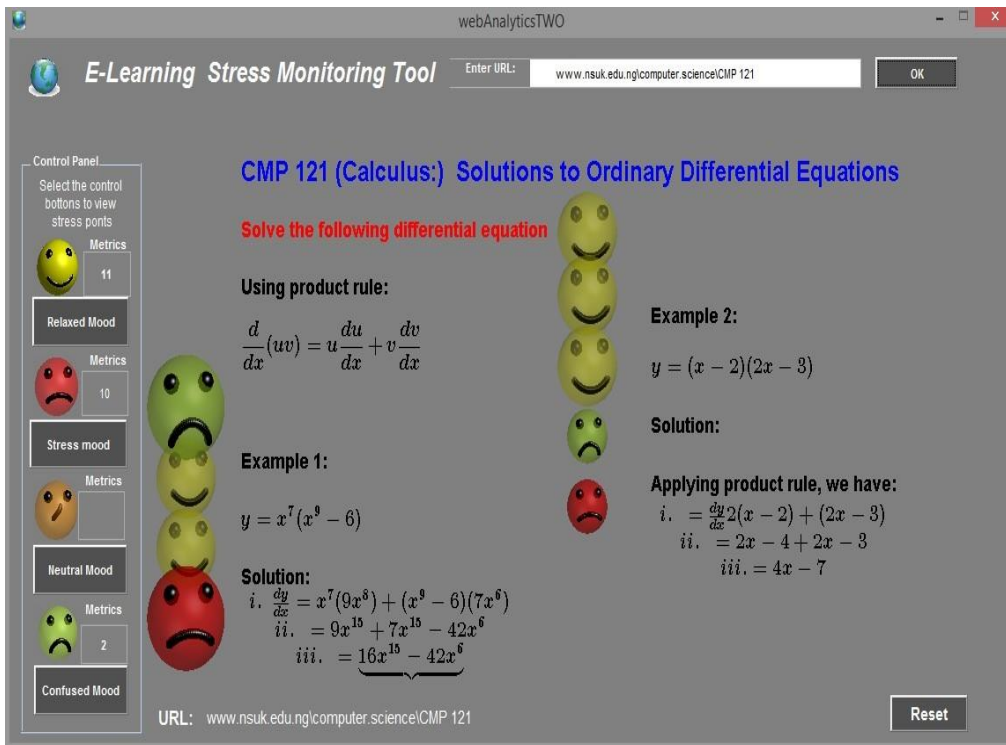 webAnalyticsTWO
E-Learning Stress Monitoring Tool
Enter URL:
www.nsuk.edu.ng\computer.science\CMP 121
OK
Control Panel
Select the control
bottons to view
stress ponts
Metrics
11
Relaxed Mood
Metrics
10
Stress mood
Metrics
Neutral Mood
Metrics
2
Confused Mood
CMP 121 (Calculus:) Solutions to Ordinary Differential Equations
Solve the following differential equation
Using product rule:
\frac{d}{dx}(uv) = u\frac{du}{dx} + v\frac{dv}{dx}
Example 1:
y = x^7(x^9 − 6)
Solution:
i. \frac{dy}{dx} = x^7(9x^8) + (x^9 − 6)(7x^6)
ii. = 9x^{15} + 7x^{15} − 42x^6
iii. = 16x^{15} − 42x^6
Example 2:
y = (x − 2)(2x − 3)
Solution:
Applying product rule, we have:
i. = \frac{dy}{dx}2(x − 2) + (2x − 3)
ii. = 2x − 4 + 2x − 3
iii. = 4x − 7
URL: www.nsuk.edu.ng\computer.science\CMP 121
Reset